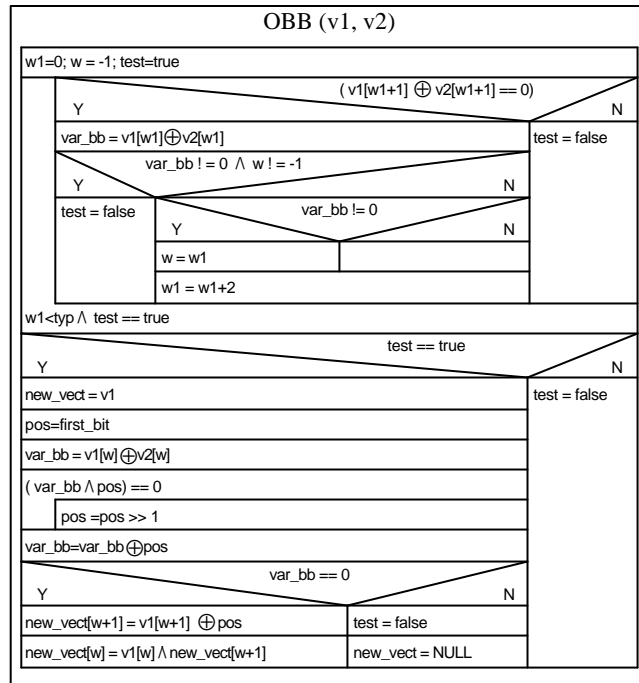 OBB (v1, v2)
w1=0; w = -1; test=true
( v1[w1+1] ⊕ v2[w1+1] == 0)
Y N
var_bb = v1[w1]⊕v2[w1] test = false
var_bb ! = 0 /\ w ! = -1
Y N
test = false var_bb != 0
Y N
w = w1
w1 = w1+2
w1<typ /\ test == true
test == true
Y N
new_vect = v1 test = false
pos=first_bit
var_bb = v1[w] ⊕v2[w]
( var_bb /\ pos) == 0
pos =pos >> 1
var_bb=var_bb⊕pos
var_bb == 0
Y N
new_vect[w+1] = v1[w+1] ⊕pos test = false
new_vect[w] = v1[w] /\ new_vect[w+1] new_vect = NULL